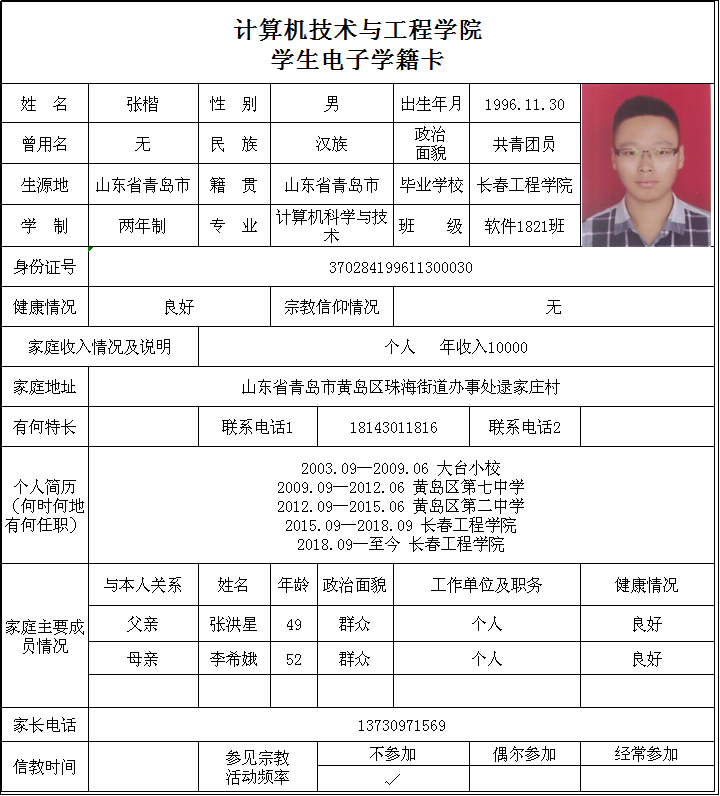 计算机技术与工程学院
学生电子学籍卡
姓 名 张楷 性 别 男 出生年月 1996.11.30
曾用名 无 民 族 汉族 政治面貌 共青团员
生源地 山东省青岛市 籍 贯 山东省青岛市 毕业学校 长春工程学院
学 制 两年制 专 业 计算机科学与技术 班 级 软件1821班
身份证号 370284199611300030
健康情况 良好 宗教信仰情况 无
家庭收入情况及说明 个人 年收入10000
家庭地址 山东省青岛市黄岛区珠海街道办事处逯家庄村
有何特长 联系电话1 18143011816 联系电话2
个人简历（何时何地有何任职）
2003.09—2009.06 大台小校
2009.09—2012.06 黄岛区第七中学
2012.09—2015.06 黄岛区第二中学
2015.09—2018.09 长春工程学院
2018.09—至今 长春工程学院
家庭主要成员情况
与本人关系 姓名 年龄 政治面貌 工作单位及职务 健康情况
父亲 张洪星 49 群众 个人 良好
母亲 李希娥 52 群众 个人 良好
家长电话 13730971569
信教时间 参见宗教活动频率 不参加 偶尔参加 经常参加
✓